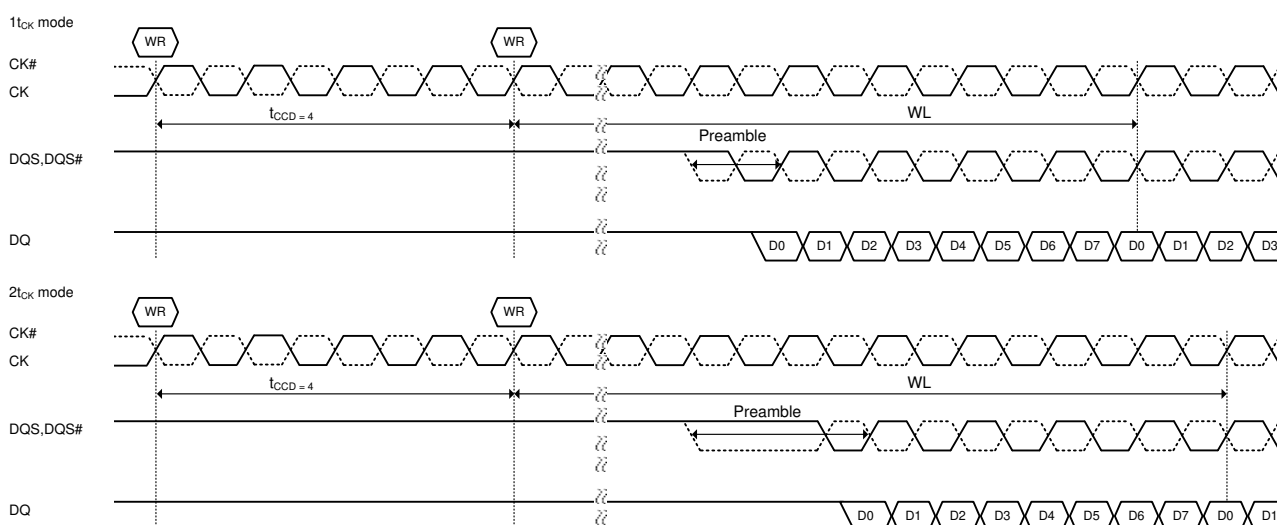 1tCK mode
WR WR
CK#
CK
tCCD = 4 WL
Preamble
DQS,DQS#
DQ D0 D1 D2 D3 D4 D5 D6 D7 D0 D1 D2 D3
2tCK mode
WR WR
CK#
CK
tCCD = 4 WL
Preamble
DQS,DQS#
DQ D0 D1 D2 D3 D4 D5 D6 D7 D0 D1